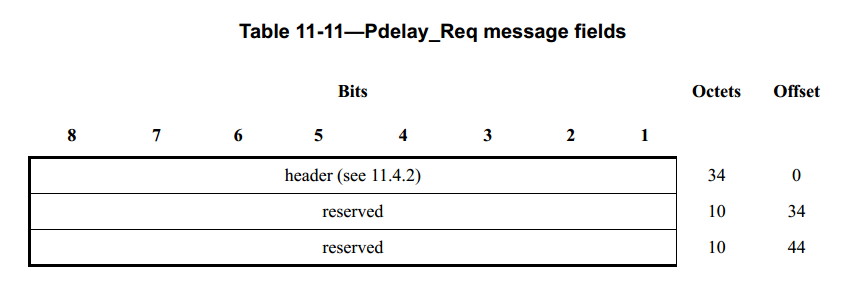 Table 11-11—Pdelay_Req message fields
Bits Octets Offset
8 7 6 5 4 3 2 1
header (see 11.4.2) 34 0
reserved 10 34
reserved 10 44